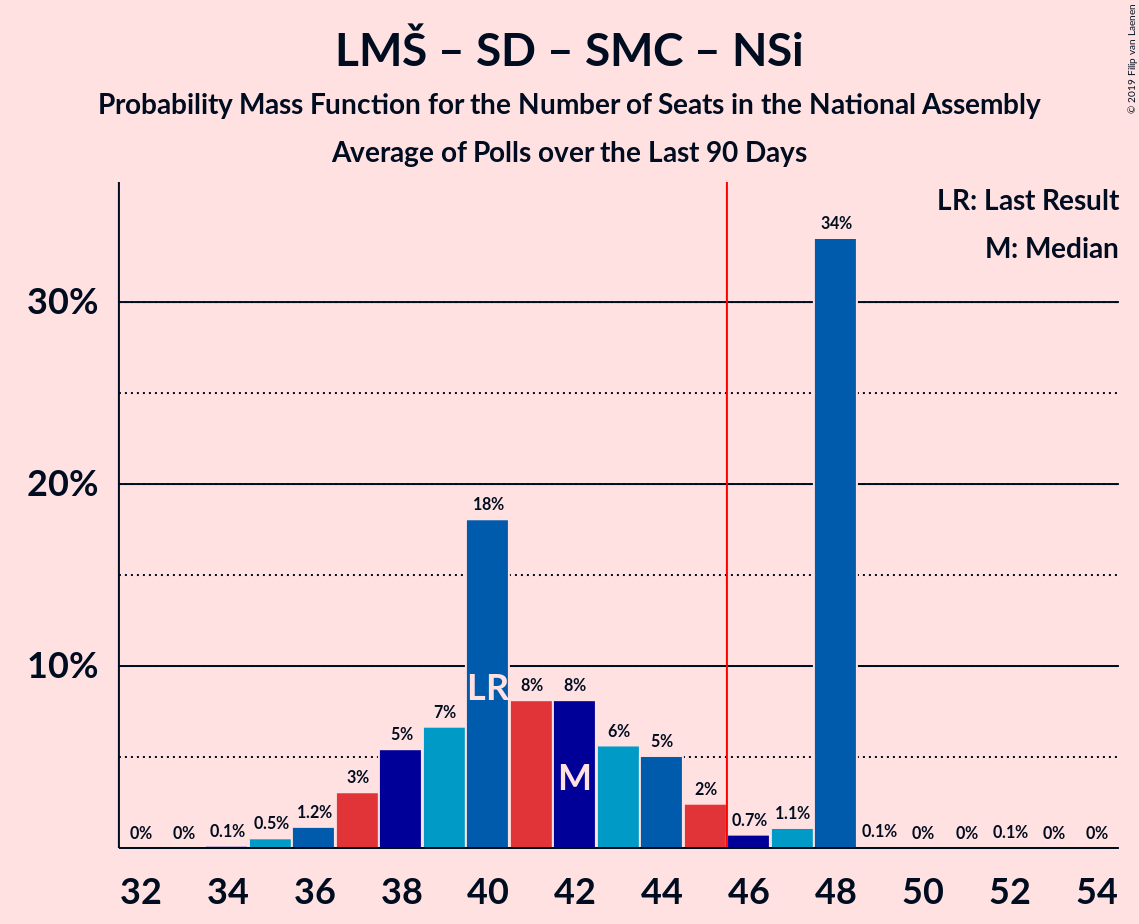 LMŠ – SD – SMC – NSi
Probability Mass Function for the Number of Seats in the National Assembly
Average of Polls over the Last 90 Days
© 2019 Filip van Laenen
LR: Last Result
M: Median
30%
20%
10%
0%
0%
0.1%
0.5%
1.2%
3%
5%
7%
18%
8%
8%
6%
5%
2%
0.7%
1.1%
34%
0.1%
0%
0%
0.1%
0%
0%
LR
M
32 34 36 38 40 42 44 46 48 50 52 54